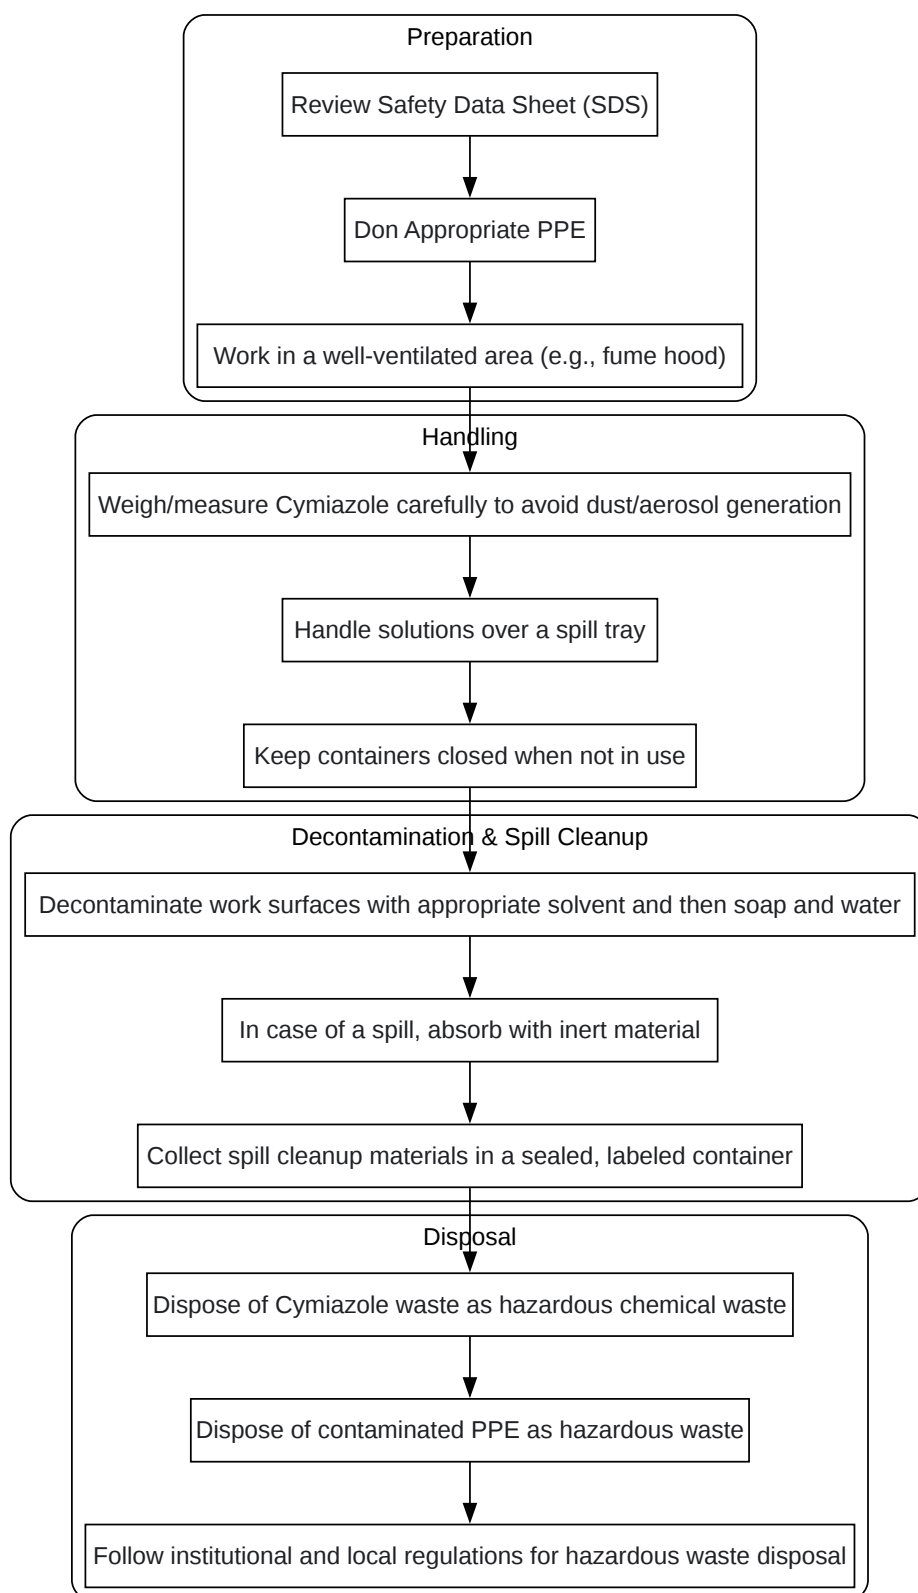 Preparation
Review Safety Data Sheet (SDS)
Don Appropriate PPE
Work in a well-ventilated area (e.g., fume hood)
Handling
Weigh/measure Cymiazole carefully to avoid dust/aerosol generation
Handle solutions over a spill tray
Keep containers closed when not in use
Decontamination & Spill Cleanup
Decontaminate work surfaces with appropriate solvent and then soap and water
In case of a spill, absorb with inert material
Collect spill cleanup materials in a sealed, labeled container
Disposal
Dispose of Cymiazole waste as hazardous chemical waste
Dispose of contaminated PPE as hazardous waste
Follow institutional and local regulations for hazardous waste disposal